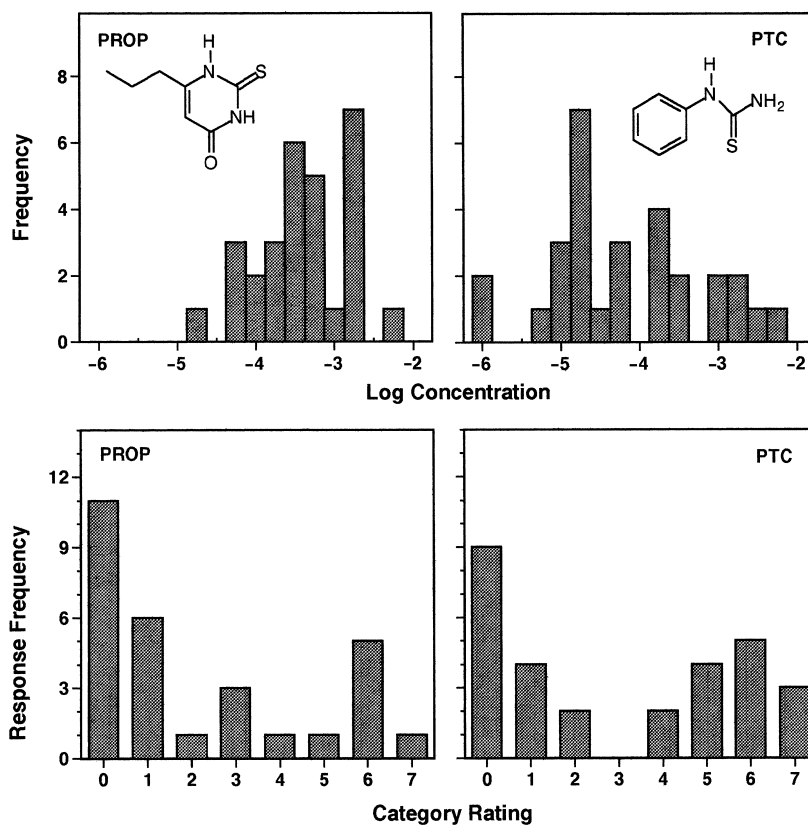 PROP
H
N
S
NH
O
PTC
H
N
NH2
S
8
6
4
2
0
Frequency
−6 −5 −4 −3 −2
−6 −5 −4 −3 −2
Log Concentration
PROP
PTC
12
9
6
3
0
Response Frequency
0 1 2 3 4 5 6 7
0 1 2 3 4 5 6 7
Category Rating